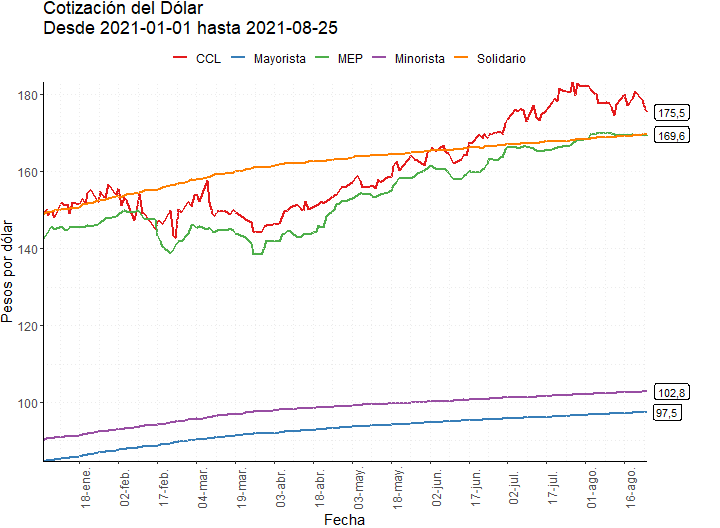 Cotización del Dólar
Desde 2021-01-01 hasta 2021-08-25
CCL Mayorista MEP Minorista Solidario
Pesos por dólar
180
160
140
120
100
175,5
169,6
102,8
97,5
18-ene. 02-feb. 17-feb. 04-mar. 19-mar. 03-abr. 18-abr. 03-may. 18-may. 02-jun. 17-jun. 02-jul. 17-jul. 01-ago. 16-ago.
Fecha